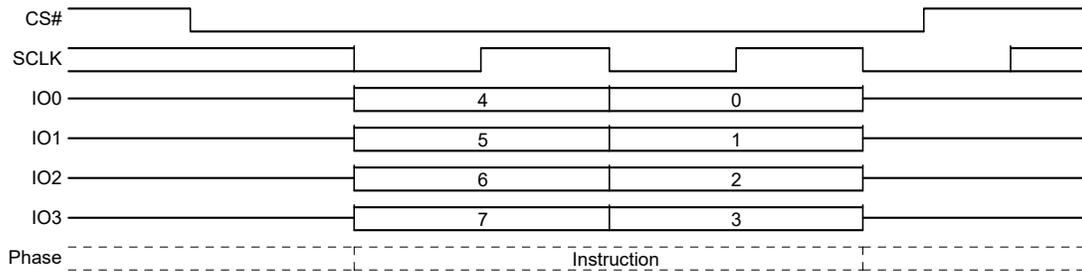 CS#
SCLK
IO0 4 0
IO1 5 1
IO2 6 2
IO3 7 3
Phase Instruction